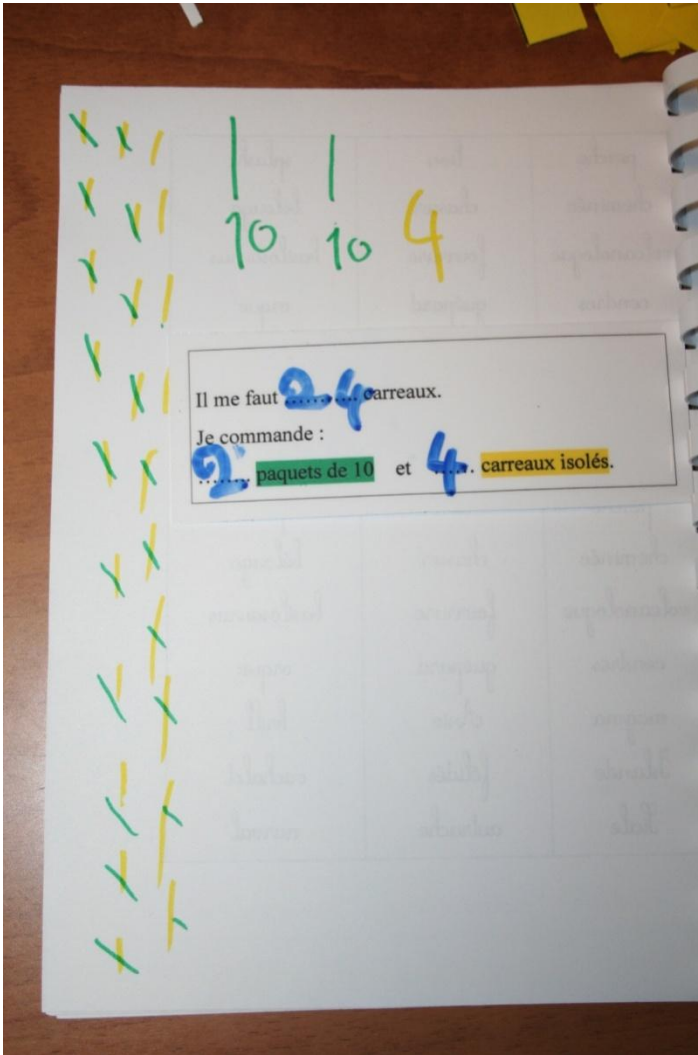 10 10 4
Il me faut 24 carreaux.
Je commande :
2 paquets de 10 et 4 carreaux isolés.